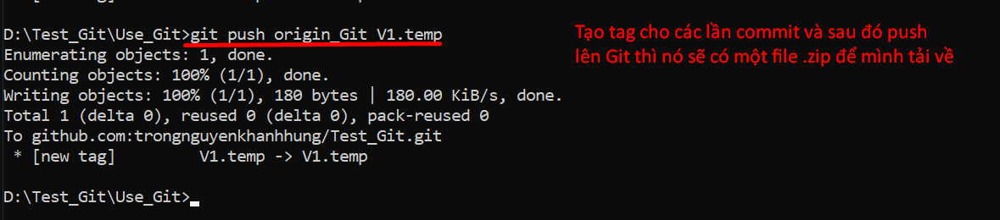 * [new tag]
D:\Test_Git\Use_Git>git push origin_Git V1.temp
Enumerating objects: 1, done.
Counting objects: 100% (1/1), done.
Writing objects: 100% (1/1), 180 bytes | 180.00 KiB/s, done.
Total 1 (delta 0), reused 0 (delta 0), pack-reused 0
To github.com:trongnguyenkhanhhung/Test_Git.git
 * [new tag]         V1.temp -> V1.temp
D:\Test_Git\Use_Git>
Tạo tag cho các lần commit và sau đó push
lên Git thì nó sẽ có một file .zip để mình tải về